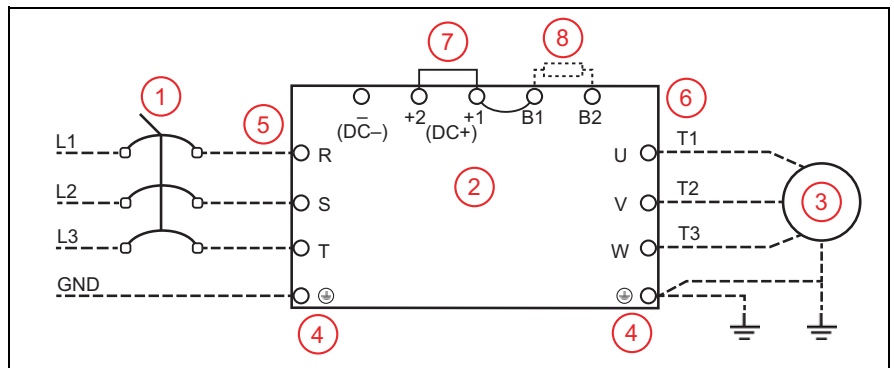 7 8
1 5 6
– +2 +1 B1 B2
(DC–) (DC+)
L1 R U T1
2
L2 S V T2 3
L3 T W T3
GND
4 4